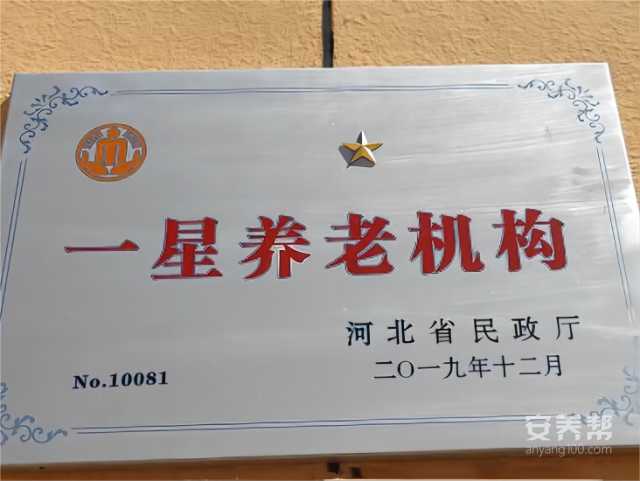 一星养老机构
河北省民政厅
二〇一九年十二月
No.10081
安养帮
anyang100.com